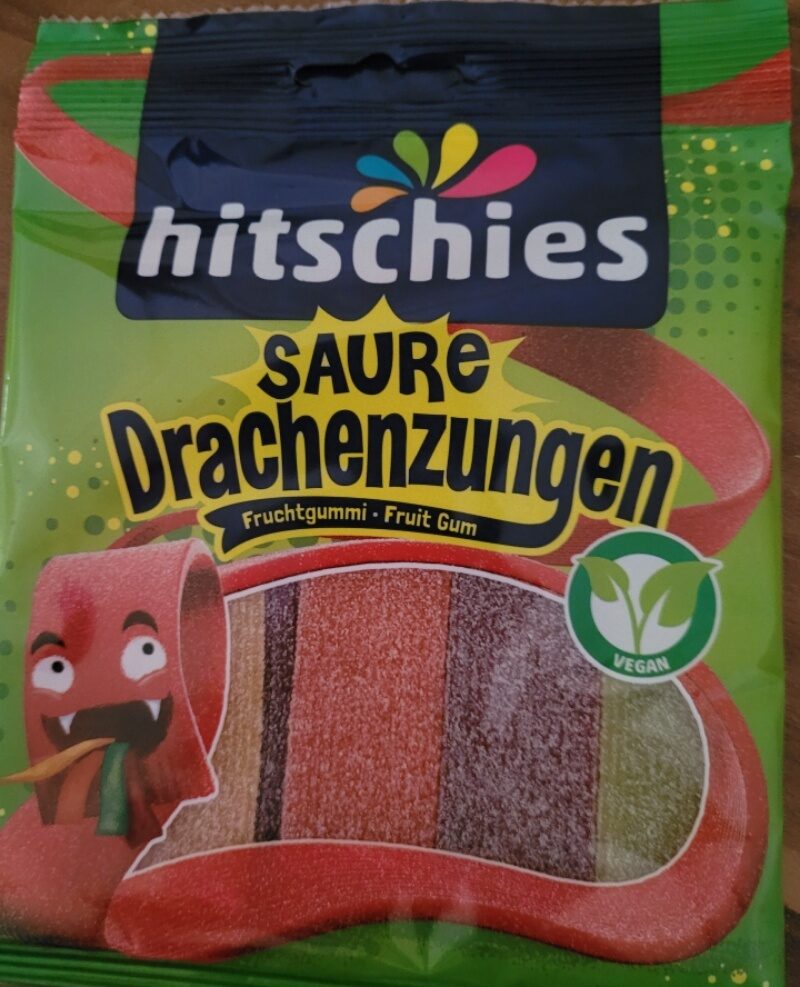 hitschies
SAURe
Drachenzungen
Fruchtgummi · Fruit Gum
VEGAN